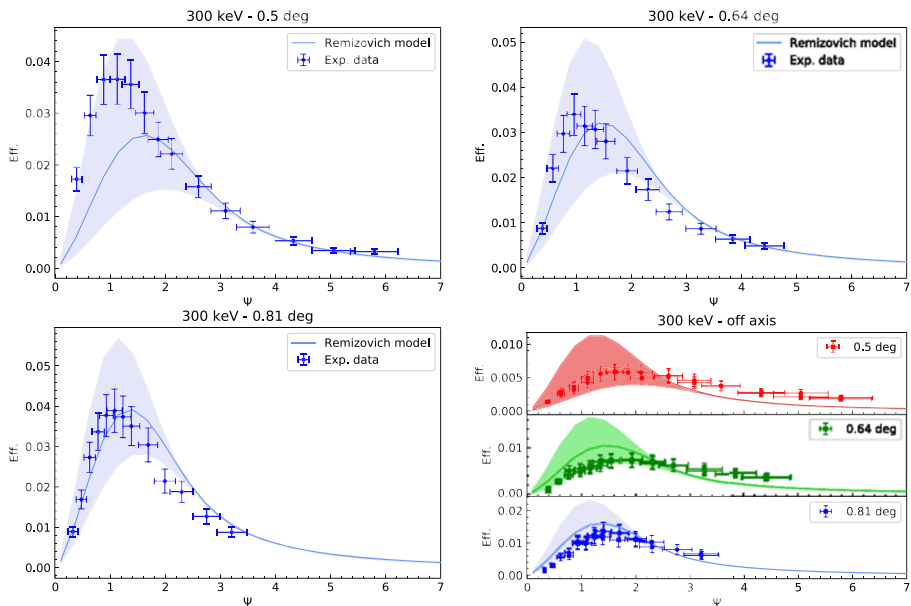 300 keV - 0.5 deg
Remizovich model
Exp. data
0.04
0.03
0.02
0.01
0.00
Eff.
0 1 2 3 4 5 6 7
Ψ
300 keV - 0.64 deg
Remizovich model
Exp. data
0.05
0.04
0.03
0.02
0.01
0.00
Eff.
0 1 2 3 4 5 6 7
Ψ
300 keV - 0.81 deg
Remizovich model
Exp. data
0.05
0.04
0.03
0.02
0.01
0.00
Eff.
0 1 2 3 4 5 6 7
Ψ
300 keV - off axis
0.5 deg
0.010
0.005
0.000
Eff.
0.64 deg
0.01
0.00
Eff.
0.81 deg
0.02
0.01
0.00
Eff.
0 1 2 3 4 5 6 7
Ψ